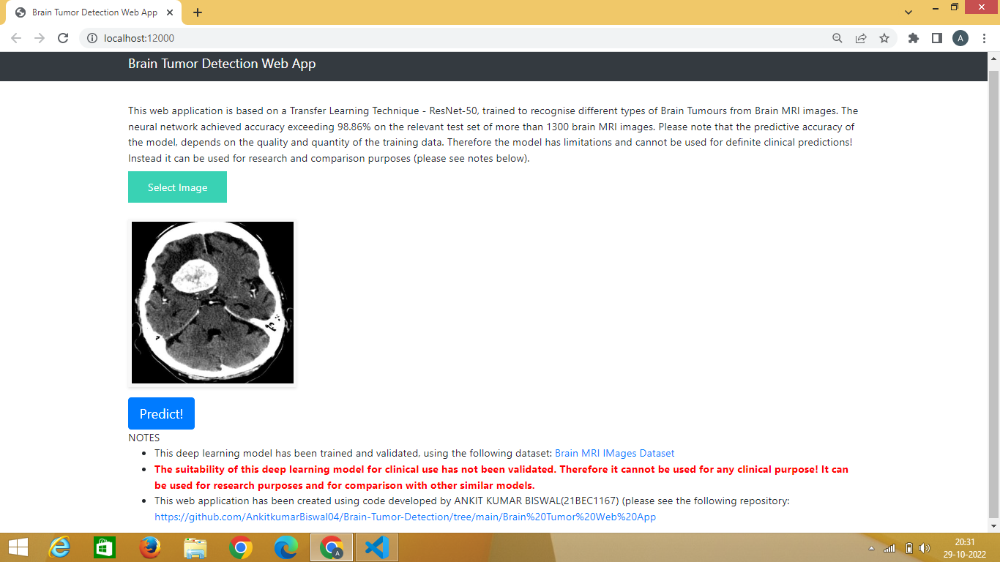 Brain Tumor Detection Web App
localhost:12000
A
Brain Tumor Detection Web App
This web application is based on a Transfer Learning Technique - ResNet-50, trained to recognise different types of Brain Tumours from Brain MRI images. The
neural network achieved accuracy exceeding 98.86% on the relevant test set of more than 1300 brain MRI images. Please note that the predictive accuracy of
the model, depends on the quality and quantity of the training data. Therefore the model has limitations and cannot be used for definite clinical predictions!
Instead it can be used for research and comparison purposes (please see notes below).
Select Image
Predict!
NOTES
• This deep learning model has been trained and validated, using the following dataset: Brain MRI IMages Dataset
• The suitability of this deep learning model for clinical use has not been validated. Therefore it cannot be used for any clinical purpose! It can
be used for research purposes and for comparison with other similar models.
• This web application has been created using code developed by ANKIT KUMAR BISWAL(21BEC1167) (please see the following repository:
https://github.com/AnkitkumarBiswal04/Brain-Tumor-Detection/tree/main/Brain%20Tumor%20Web%20App
A
20:31
29-10-2022